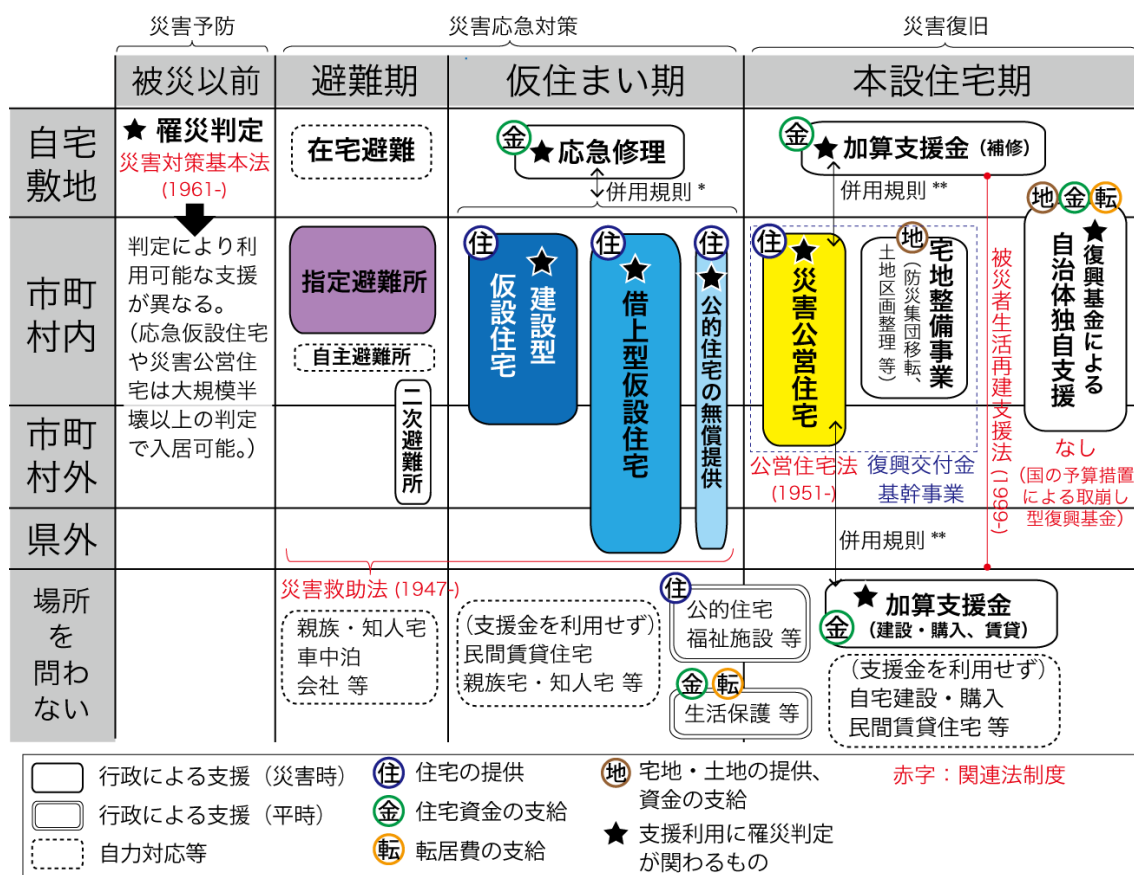 災害予防
災害応急対策
災害復旧
被災以前
避難期
仮住まい期
本設住宅期
自宅
敷地
★ 罹災判定
災害対策基本法
(1961-)
在宅避難
金
★応急修理
併用規則 *
金
★加算支援金 (補修)
併用規則 **
市町
村内
判定により利
用可能な支援
が異なる。
(応急仮設住宅
や災害公営住
宅は大規模半
壊以上の判定
で入居可能。)
指定避難所
自主避難所
二次避難所
住
★建設型
仮設住宅
住
★借上型仮設住宅
住
★公的住宅の無償提供
住
★災害公営住宅
地
宅地整備事業
(防災集団移転、
土地区画整理 等)
被災者生活再建支援法 (1999-)
地 金 転
★復興基金による
自治体独自支援
市町
村外
公営住宅法
(1951-)
復興交付金
基幹事業
なし
(国の予算措置
による取崩し
型復興基金)
県外
併用規則 **
災害救助法 (1947-)
場所
を
問わ
ない
親族・知人宅
車中泊
会社 等
(支援金を利用せず)
民間賃貸住宅
親族宅・知人宅 等
住
公的住宅
福祉施設 等
金 転
生活保護 等
★ 加算支援金
金
(建設・購入、賃貸)
(支援金を利用せず)
自宅建設・購入
民間賃貸住宅 等
行政による支援（災害時）
行政による支援（平時）
自力対応等
住 住宅の提供
金 住宅資金の支給
転 転居費の支給
地 宅地・土地の提供、
資金の支給
★ 支援利用に罹災判定
が関わるもの
赤字：関連法制度